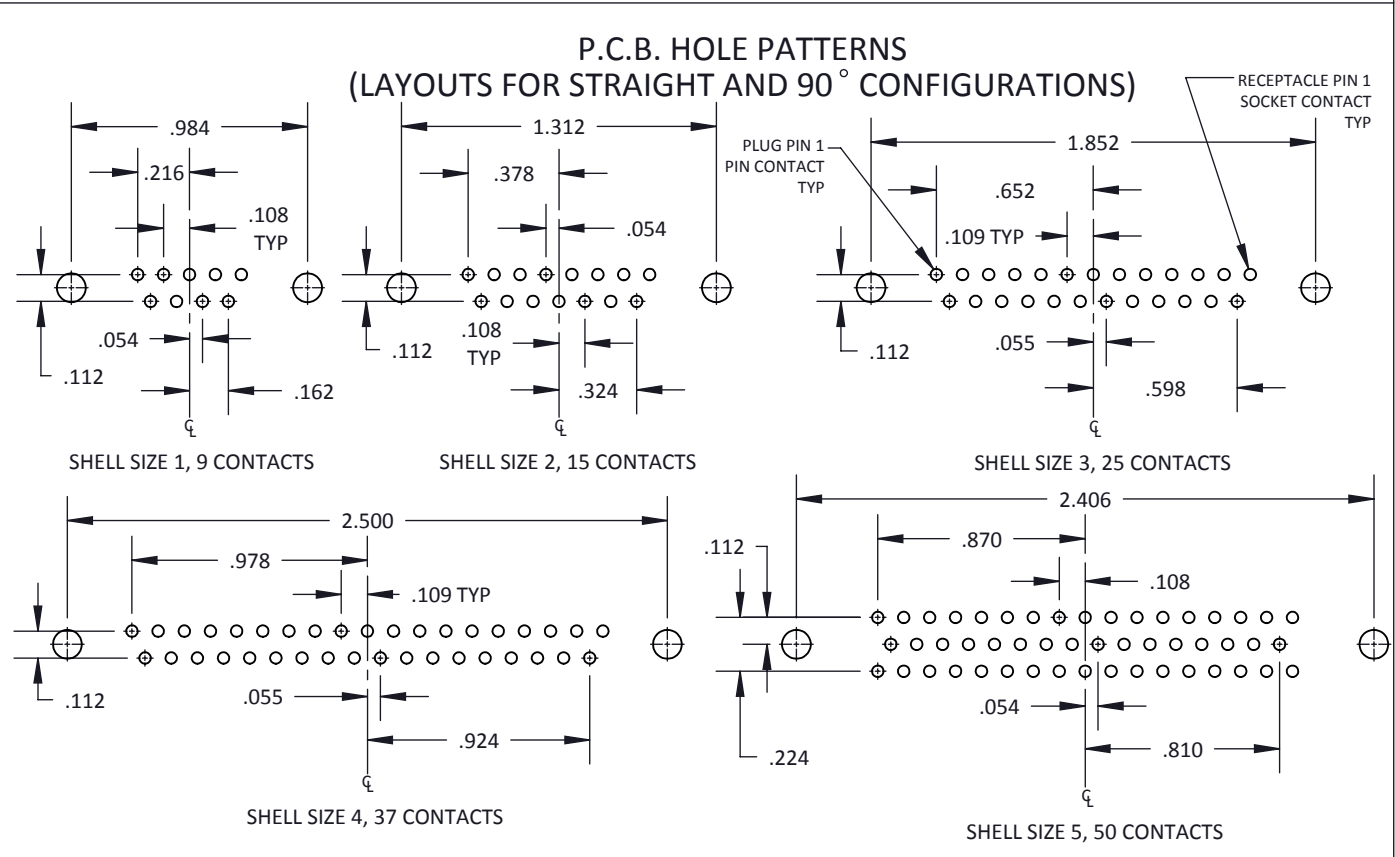 P.C.B. HOLE PATTERNS
(LAYOUTS FOR STRAIGHT AND 90° CONFIGURATIONS)
RECEPTACLE PIN 1
SOCKET CONTACT
TYP
PLUG PIN 1
PIN CONTACT
TYP
.984
.216
.108
TYP
.054
.112
.162
℄
SHELL SIZE 1, 9 CONTACTS
1.312
.378
.054
.108
TYP
.112
.324
℄
SHELL SIZE 2, 15 CONTACTS
1.852
.652
.109 TYP
.055
.112
.598
℄
SHELL SIZE 3, 25 CONTACTS
2.500
.978
.109 TYP
.112
.055
.924
℄
SHELL SIZE 4, 37 CONTACTS
2.406
.870
.112
.108
.054
.224
.810
℄
SHELL SIZE 5, 50 CONTACTS